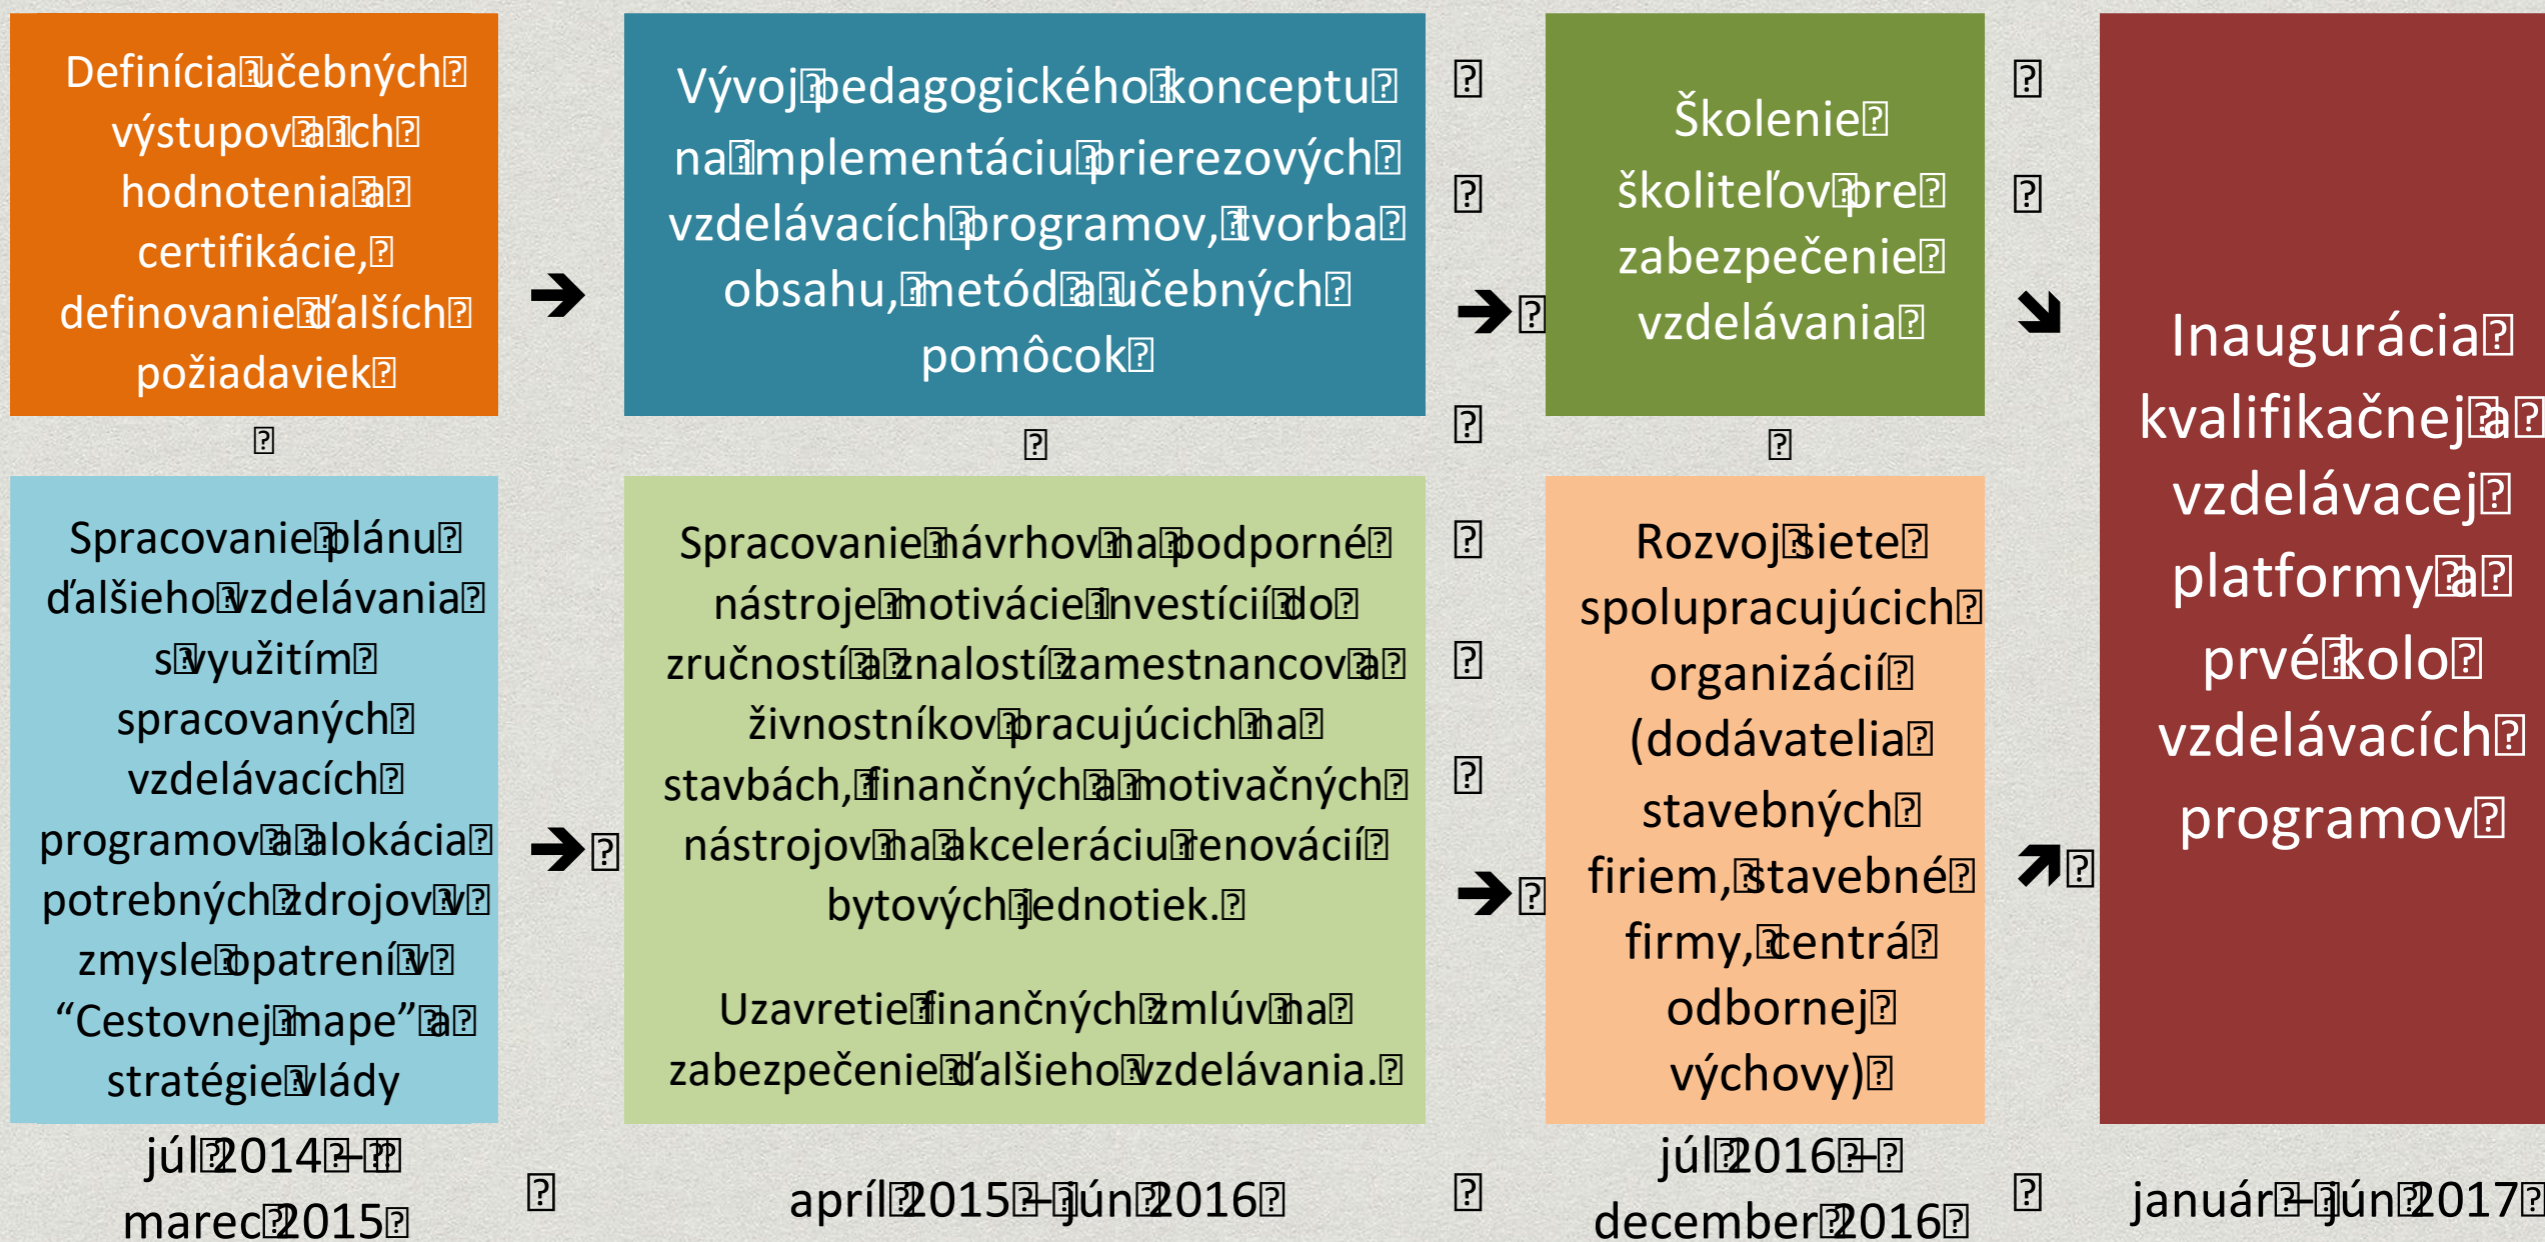 Definícia učebných
výstupov a ich
hodnotenia a
certifikácie,
definovanie ďalších
požiadaviek
Vývoj pedagogického konceptu
na implementáciu prierezových
vzdelávacích programov, tvorba
obsahu, metód a učebných
pomôcok
Školenie
školiteľov pre
zabezpečenie
vzdelávania
Inaugurácia
kvalifikačnej a
vzdelávacej
platformy a
prvé kolo
vzdelávacích
programov
Spracovanie plánu
ďalšieho vzdelávania
s využitím
spracovaných
vzdelávacích
programov a alokácia
potrebných zdrojov v
zmysle opatrení v
“Cestovnej mape” a
stratégie vlády
Spracovanie návrhov na podporné
nástroje motivácie investícií do
zručností a znalostí zamestnancov a
živnostníkov pracujúcich na
stavbách, finančných a motivačných
nástrojov na akceleráciu renovácií
bytových jednotiek.
Uzavretie finančných zmlúv na
zabezpečenie ďalšieho vzdelávania.
Rozvoj siete
spolupracujúcich
organizácií
(dodávatelia
stavebných
firiem, stavebné
firmy, centrá
odbornej
výchovy)
júl 2014 –
marec 2015
apríl 2015 – jún 2016
júl 2016 –
december 2016
január – jún 2017